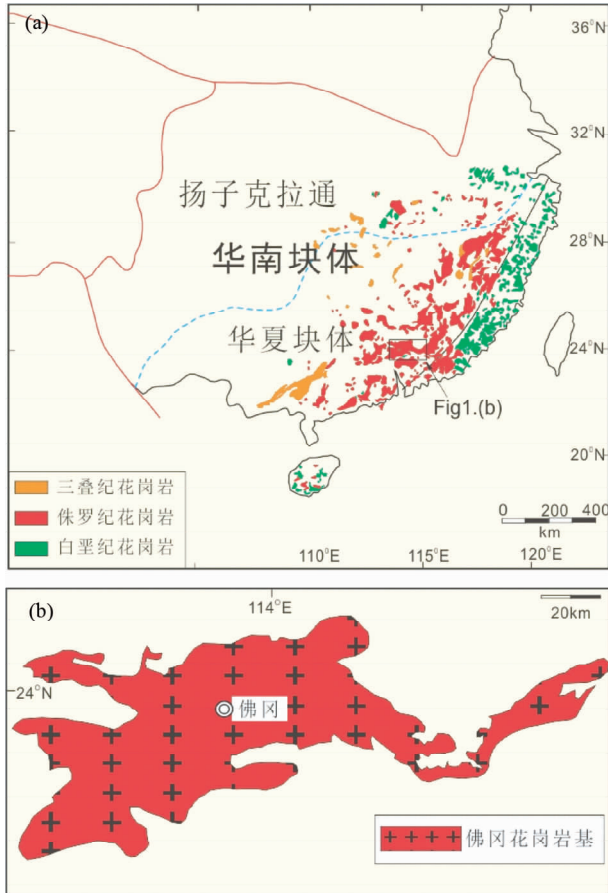 (a)
36°N
32°N
28°N
24°N
20°N
扬子克拉通
华南块体
华夏块体
Fig1.(b)
三叠纪花岗岩
侏罗纪花岗岩
白垩纪花岗岩
0 200 400
km
110°E 115°E 120°E
(b)
114°E
20km
24°N
佛冈
佛冈花岗岩基